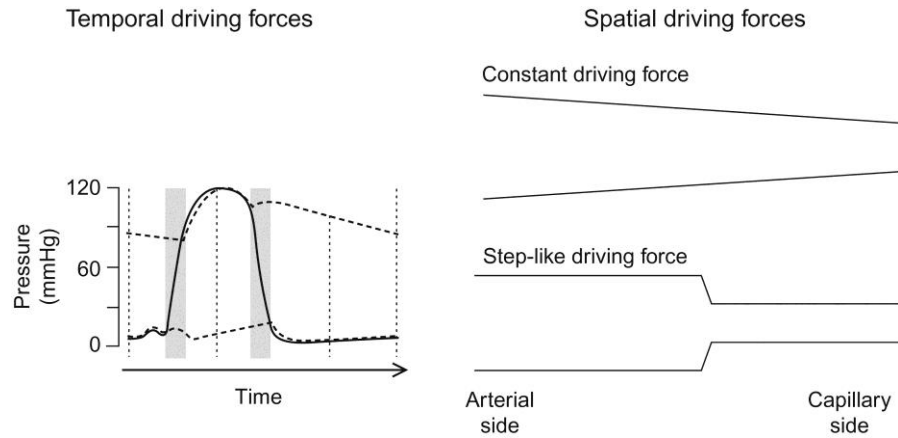 Temporal driving forces
Spatial driving forces
Constant driving force
120
60
0
Pressure
(mmHg)
Time
Step-like driving force
Arterial
side
Capillary
side